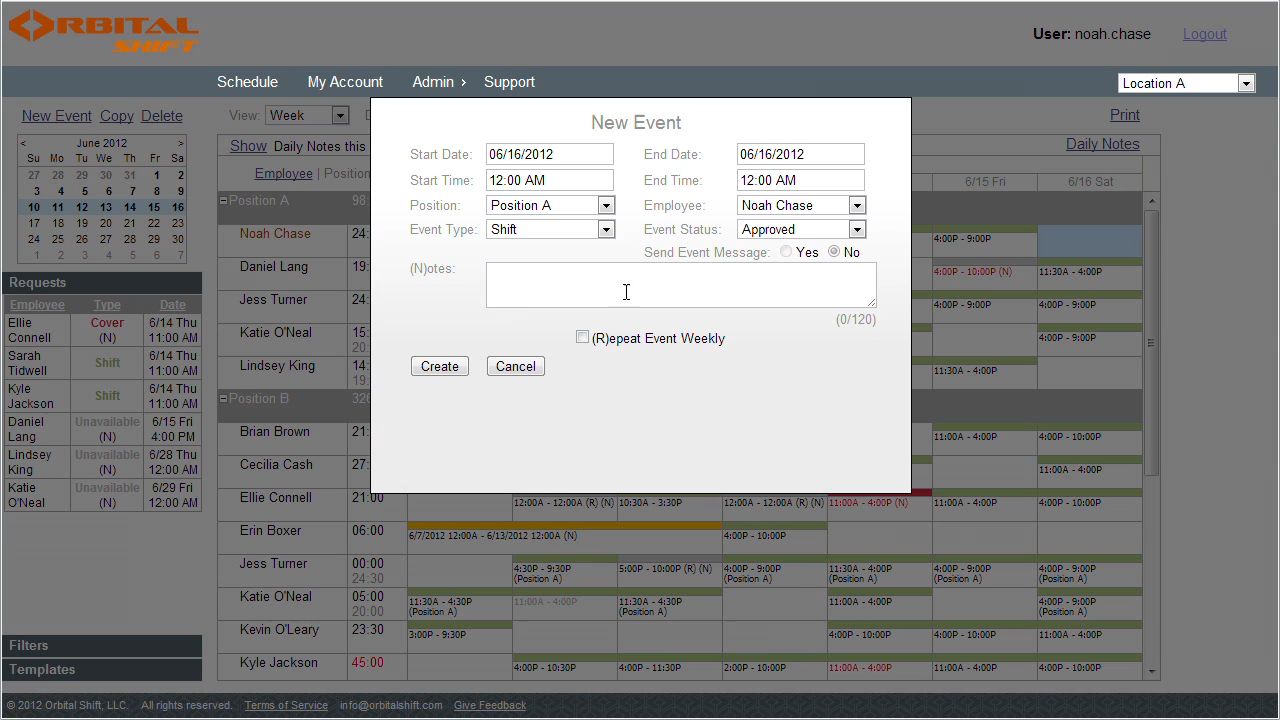 ORBITAL
SHIFT
User: noah.chase Logout
Schedule My Account Admin › Support
Location A
New Event Copy Delete
View: Week
Print
< June 2012 >
Su Mo Tu We Th Fr Sa
27 28 29 30 31 1 2
3 4 5 6 7 8 9
10 11 12 13 14 15 16
17 18 19 20 21 22 23
24 25 26 27 28 29 30
1 2 3 4 5 6 7
Show Daily Notes this
Daily Notes
Employee | Position
6/15 Fri 6/16 Sat
New Event
Start Date: 06/16/2012 End Date: 06/16/2012
Start Time: 12:00 AM End Time: 12:00 AM
Position: Position A Employee: Noah Chase
Event Type: Shift Event Status: Approved
Send Event Message: Yes No
(N)otes:
(0/120)
(R)epeat Event Weekly
Create Cancel
Requests
Employee Type Date
Ellie Connell Cover (N) 6/14 Thu 11:00 AM
Sarah Tidwell Shift 6/14 Thu 11:00 AM
Kyle Jackson Shift 6/14 Thu 11:00 AM
Daniel Lang Unavailable (N) 6/15 Fri 4:00 PM
Lindsey King Unavailable (N) 6/28 Thu 12:00 AM
Katie O'Neal Unavailable (N) 6/29 Fri 12:00 AM
Filters
Templates
Position A 98:
Noah Chase 24: 4:00P - 9:00P
Daniel Lang 4:00P - 10:00P (N) 11:30A - 4:00P
Jess Turner 4:00P - 9:00P 4:00P - 9:00P
Katie O'Neal 15: 20: 4:00P - 9:00P
Lindsey King 14: 19: 11:30A - 4:00P
Position B 326
Brian Brown 21: 11:00A - 4:00P 4:00P - 10:00P
Cecilia Cash 27: 11:00A - 4:00P
Ellie Connell 21:00 12:00A - 12:00A (R) (N) 10:30A - 3:30P 12:00A - 12:00A (R) (N) 11:00A - 4:00P (N) 4:00P - 10:00P 4:00P - 10:00P
Erin Boxer 06:00 6/7/2012 12:00A - 6/13/2012 12:00A (N) 4:00P - 10:00P
Jess Turner 00:00 24:30 4:30P - 9:30P (Position A) 5:00P - 10:00P (R) (N) 4:00P - 9:00P (Position A) 11:30A - 4:00P (Position A) 4:00P - 9:00P (Position A) 4:00P - 9:00P (Position A)
Katie O'Neal 05:00 20:00 11:30A - 4:30P (Position A) 11:00A - 4:00P 11:30A - 4:30P (Position A) 11:00A - 4:00P 4:00P - 9:00P (Position A)
Kevin O'Leary 23:30 3:00P - 9:30P 4:00P - 10:00P 4:00P - 10:00P 11:00A - 4:00P
Kyle Jackson 45:00 4:00P - 10:30P 4:00P - 11:30P 2:00P - 10:00P 11:00A - 4:00P 11:00A - 4:00P 4:00P - 10:00P
© 2012 Orbital Shift, LLC. All rights reserved. Terms of Service info@orbitalshift.com Give Feedback